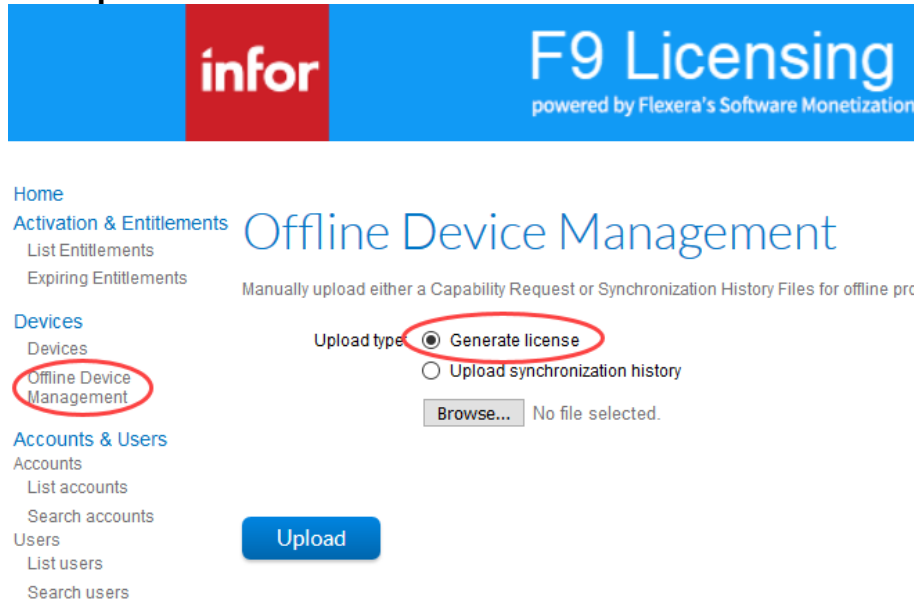 infor
F9 Licensing
powered by Flexera's Software Monetization
Home
Activation & Entitlements
List Entitlements
Expiring Entitlements
Devices
Devices
Offline Device
Management
Accounts & Users
Accounts
List accounts
Search accounts
Users
List users
Search users
Offline Device Management
Manually upload either a Capability Request or Synchronization History Files for offline pro
Upload type:
Generate license
Upload synchronization history
Browse... No file selected.
Upload